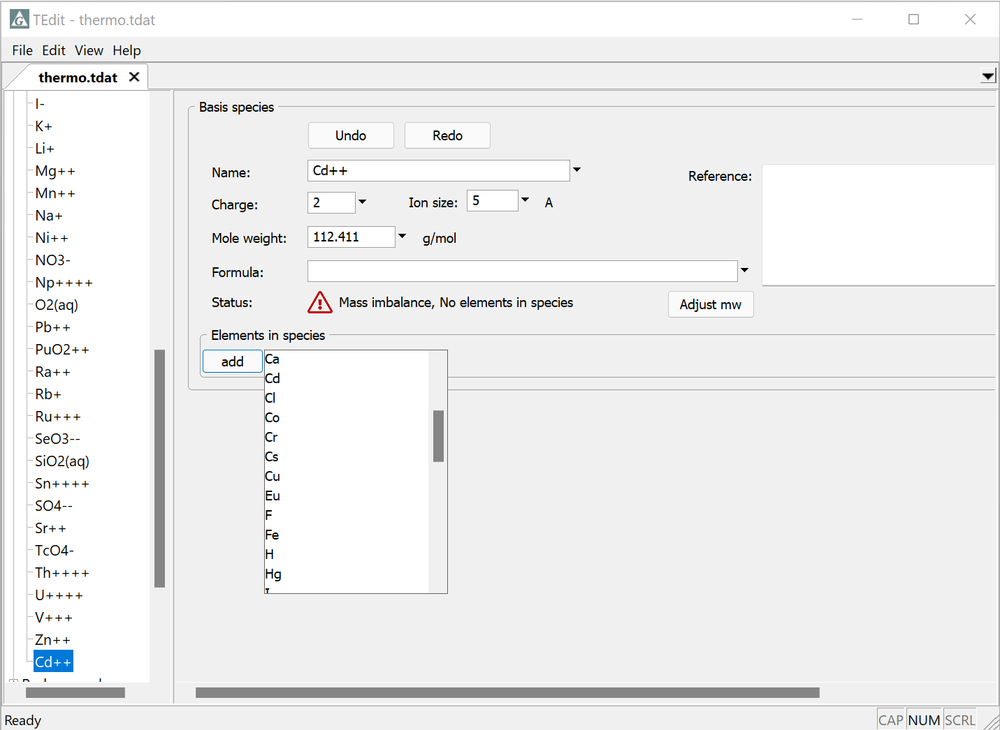 TEdit - thermo.tdat
File Edit View Help
thermo.tdat
I-
K+
Li+
Mg++
Mn++
Na+
Ni++
NO3-
Np++++
O2(aq)
Pb++
PuO2++
Ra++
Rb+
Ru+++
SeO3--
SiO2(aq)
Sn++++
SO4--
Sr++
TcO4-
Th++++
U++++
V+++
Zn++
Cd++
Basis species
Undo Redo
Name: Cd++
Reference:
Charge: 2 Ion size: 5 A
Mole weight: 112.411 g/mol
Formula:
Status: Mass imbalance, No elements in species
Adjust mw
Elements in species
add
Ca
Cd
Cl
Co
Cr
Cs
Cu
Eu
F
Fe
H
Hg
I
Ready
CAP NUM SCRL